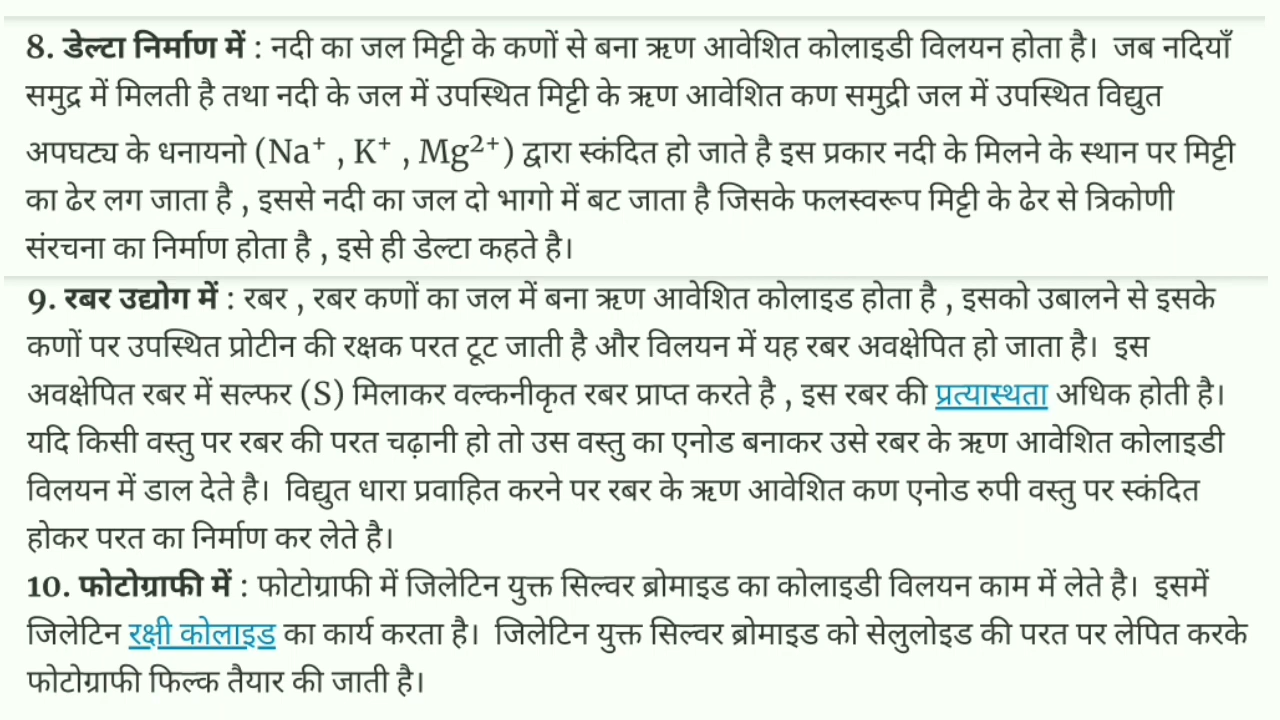 8. डेल्टा निर्माण में : नदी का जल मिट्टी के कणों से बना ऋण आवेशित कोलाइडी विलयन होता है। जब नदियाँ
समुद्र में मिलती है तथा नदी के जल में उपस्थित मिट्टी के ऋण आवेशित कण समुद्री जल में उपस्थित विद्युत
अपघट्य के धनायनो (Na⁺ , K⁺ , Mg²⁺) द्वारा स्कंदित हो जाते है इस प्रकार नदी के मिलने के स्थान पर मिट्टी
का ढेर लग जाता है , इससे नदी का जल दो भागो में बट जाता है जिसके फलस्वरूप मिट्टी के ढेर से त्रिकोणी
संरचना का निर्माण होता है , इसे ही डेल्टा कहते है।
9. रबर उद्योग में : रबर , रबर कणों का जल में बना ऋण आवेशित कोलाइड होता है , इसको उबालने से इसके
कणों पर उपस्थित प्रोटीन की रक्षक परत टूट जाती है और विलयन में यह रबर अवक्षेपित हो जाता है। इस
अवक्षेपित रबर में सल्फर (S) मिलाकर वल्कनीकृत रबर प्राप्त करते है , इस रबर की प्रत्यास्थता अधिक होती है।
यदि किसी वस्तु पर रबर की परत चढ़ानी हो तो उस वस्तु का एनोड बनाकर उसे रबर के ऋण आवेशित कोलाइडी
विलयन में डाल देते है। विद्युत धारा प्रवाहित करने पर रबर के ऋण आवेशित कण एनोड रुपी वस्तु पर स्कंदित
होकर परत का निर्माण कर लेते है।
10. फोटोग्राफी में : फोटोग्राफी में जिलेटिन युक्त सिल्वर ब्रोमाइड का कोलाइडी विलयन काम में लेते है। इसमें
जिलेटिन रक्षी कोलाइड का कार्य करता है। जिलेटिन युक्त सिल्वर ब्रोमाइड को सेलुलोइड की परत पर लेपित करके
फोटोग्राफी फिल्क तैयार की जाती है।